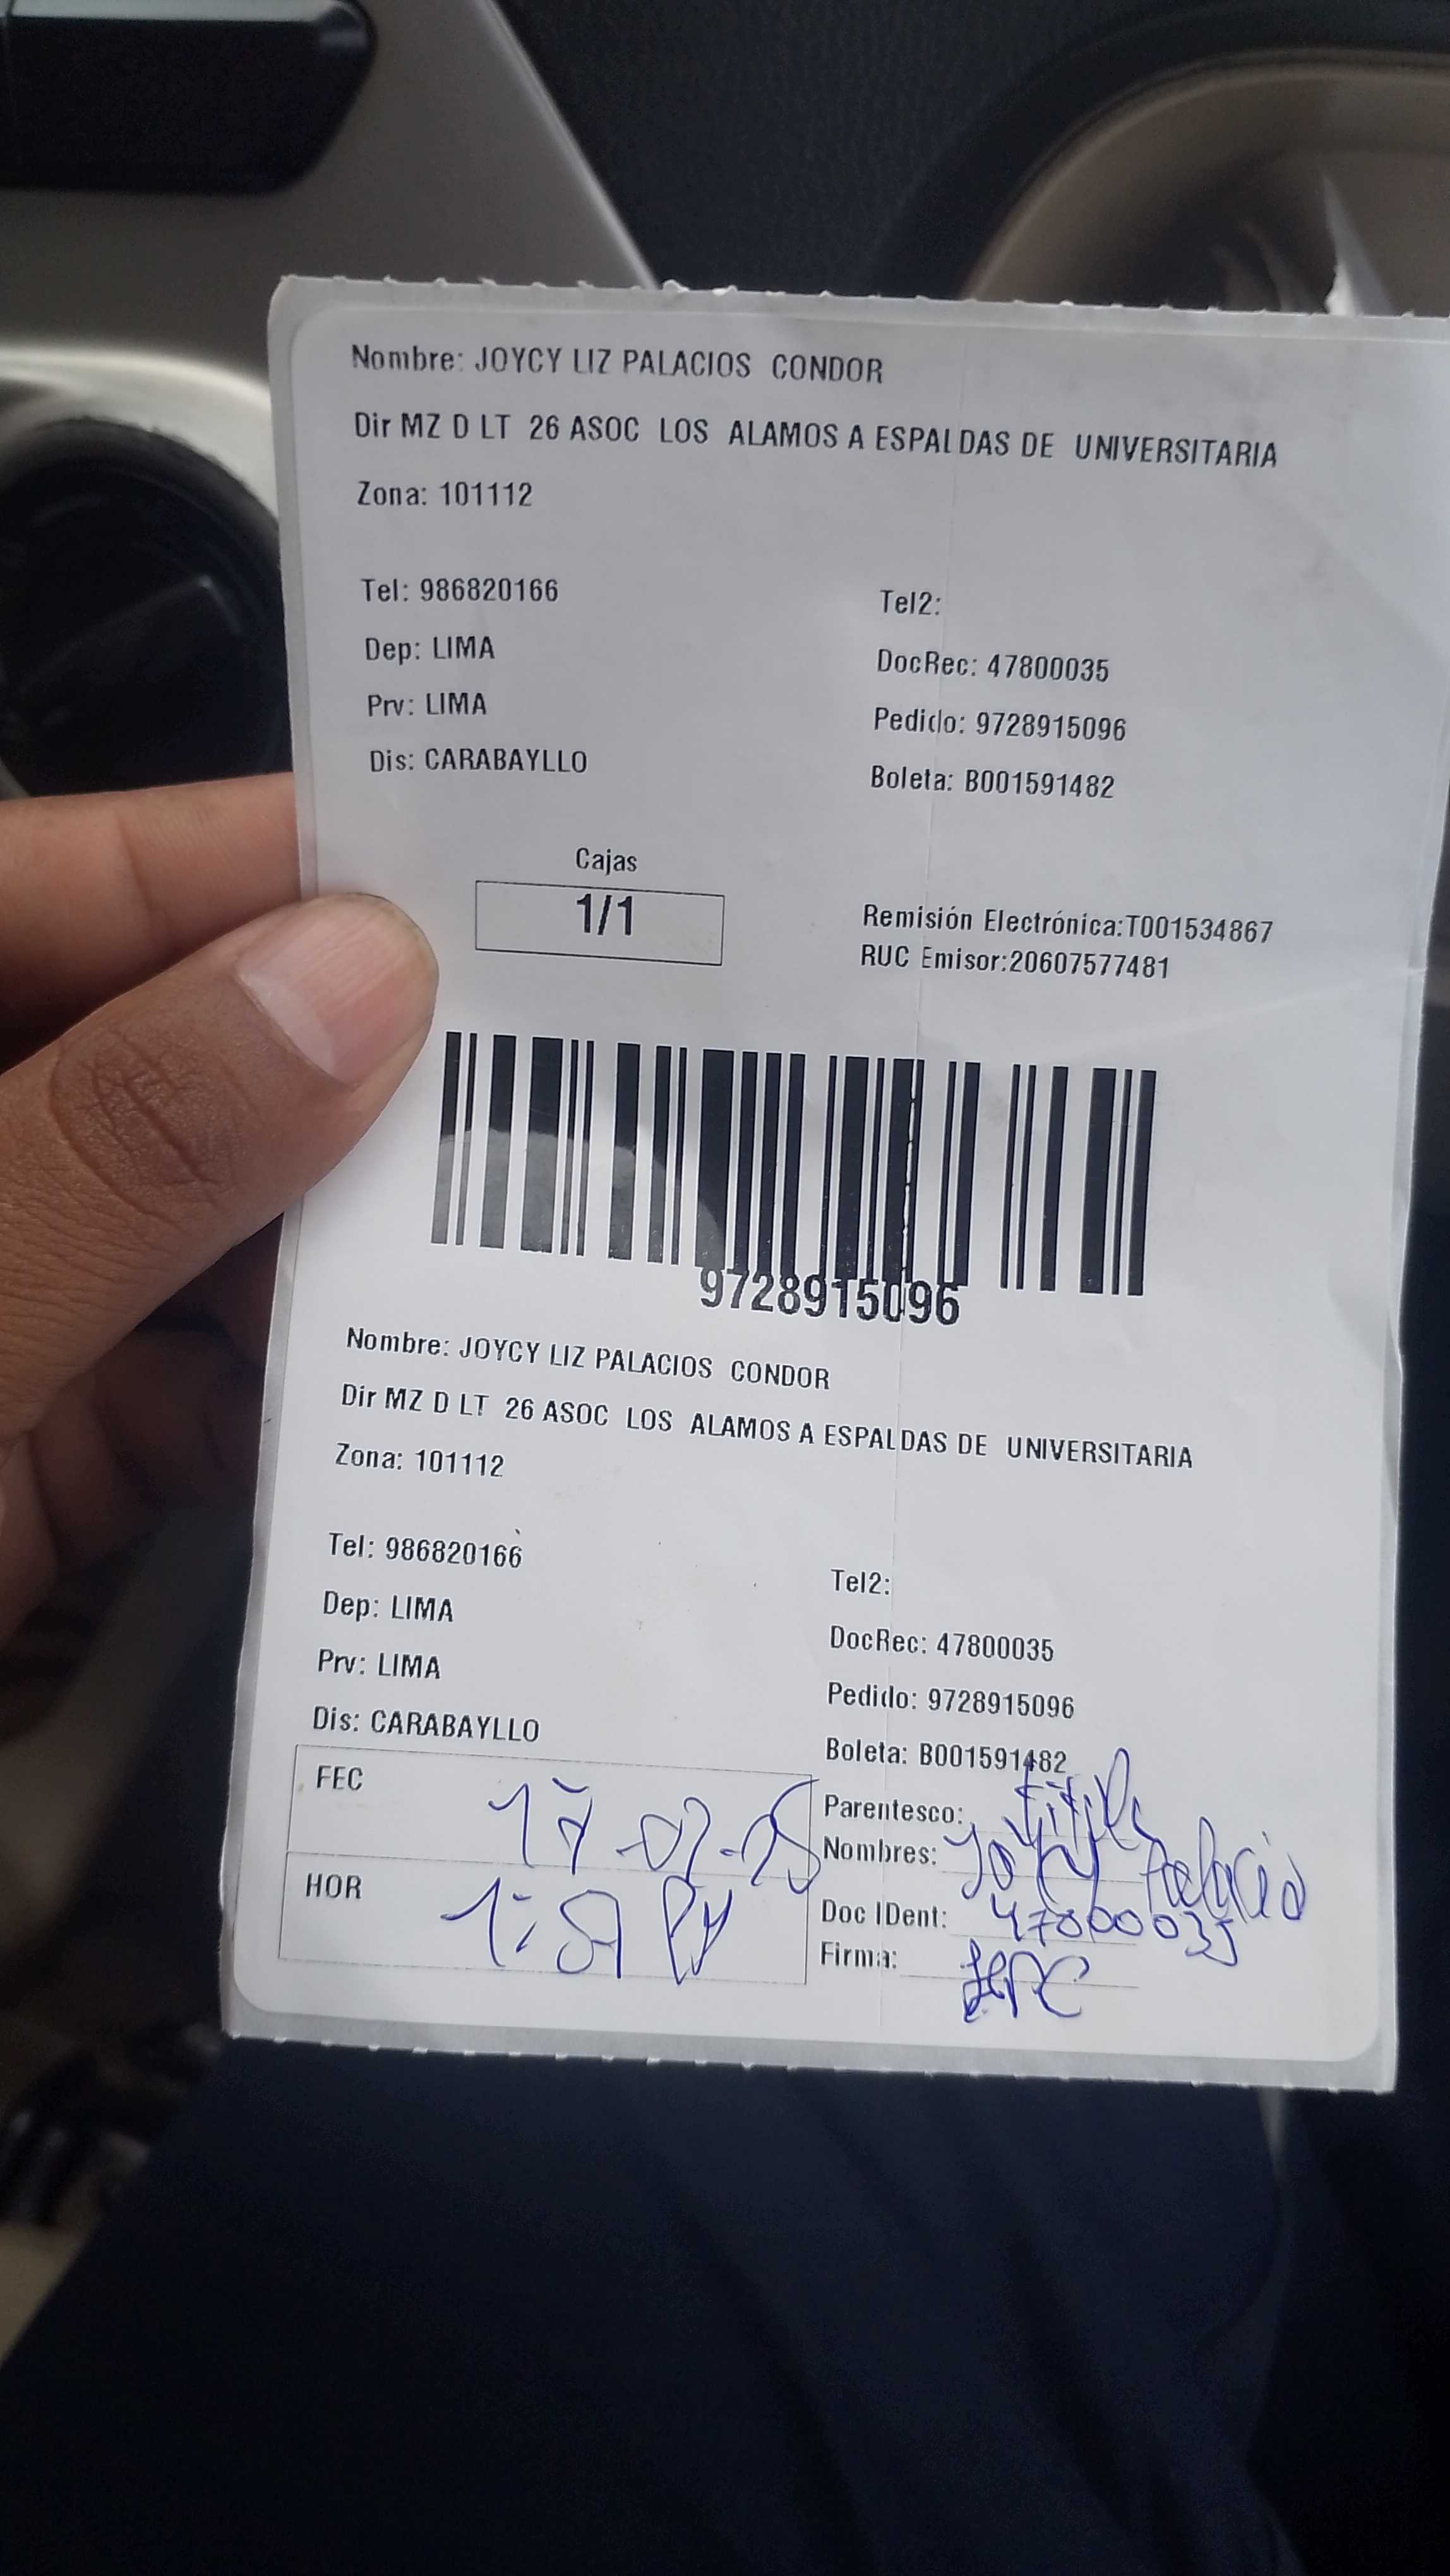 Nombre: JOYCY LIZ PALACIOS CONDOR
Dir MZ D LT 26 ASOC LOS ALAMOS A ESPALDAS DE UNIVERSITARIA
Zona: 101112
Tel: 986820166 Tel2:
Dep: LIMA DocRec: 47800035
Prv: LIMA Pedido: 9728915096
Dis: CARABAYLLO Boleta: B001591482
Cajas
1/1
Remisión Electrónica:T001534867
RUC Emisor:20607577481
9728915096
Nombre: JOYCY LIZ PALACIOS CONDOR
Dir MZ D LT 26 ASOC LOS ALAMOS A ESPALDAS DE UNIVERSITARIA
Zona: 101112
Tel: 986820166 Tel2:
Dep: LIMA DocRec: 47800035
Prv: LIMA Pedido: 9728915096
Dis: CARABAYLLO Boleta: B001591482
FEC Parentesco:
Nombres: Joycy Palacios
HOR Doc IDent: 47800035
Firma: